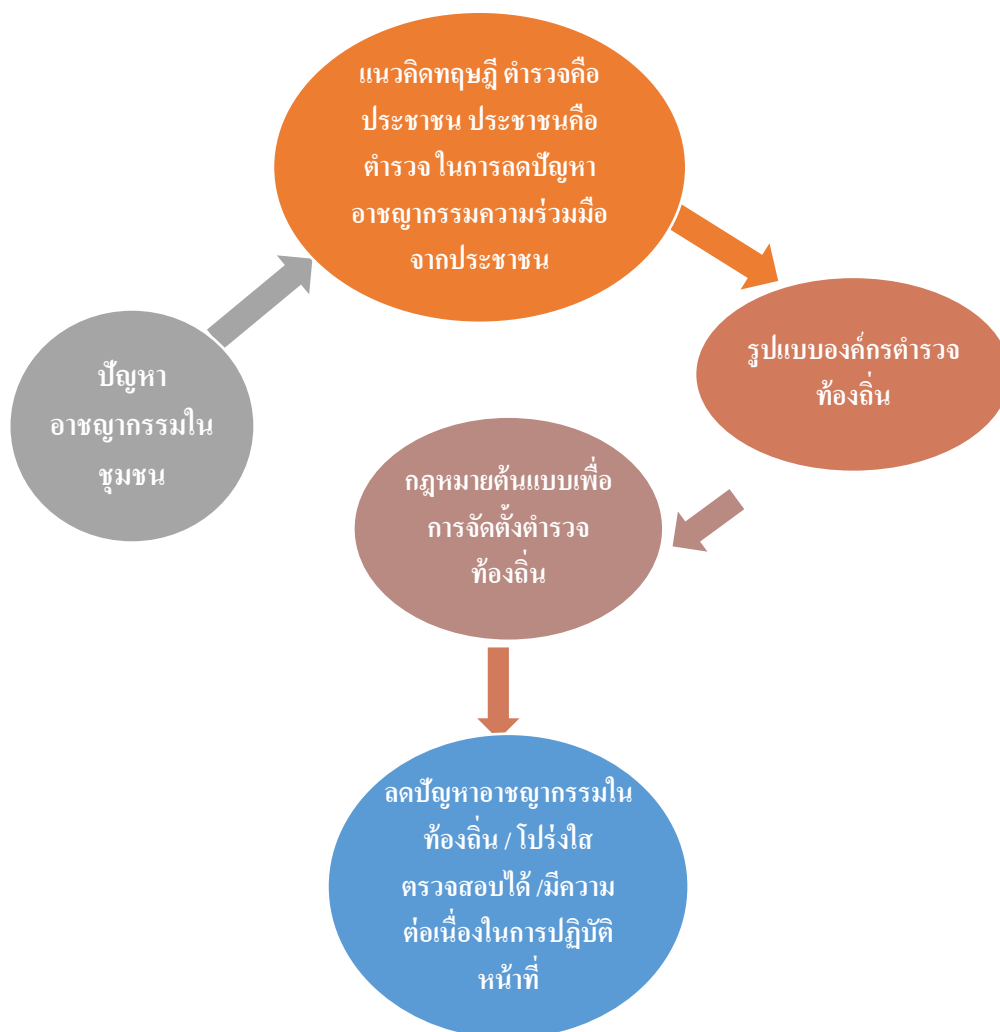 แนวคิดทฤษฎี ตำรวจคือ
ประชาชน ประชาชนคือ
ตำรวจ ในการลดปัญหา
อาชญากรรมความร่วมมือ
จากประชาชน
รูปแบบองค์กรตำรวจ
ท้องถิ่น
ปัญหา
อาชญากรรมใน
ชุมชน
กฎหมายต้นแบบเพื่อ
การจัดตั้งตำรวจ
ท้องถิ่น
ลดปัญหาอาชญากรรมใน
ท้องถิ่น / โปร่งใส
ตรวจสอบได้ /มีความ
ต่อเนื่องในการปฏิบัติ
หน้าที่